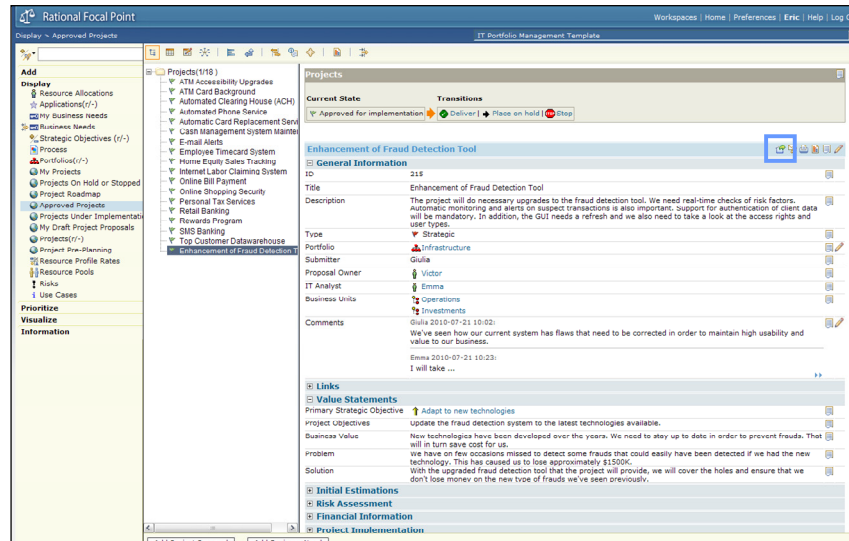 Rational Focal Point
Workspaces | Home | Preferences | Eric | Help | Log
Display > Approved Projects
IT Portfolio Management Template
Add
Display
Resource Allocations
Applications(r/-)
My Business Needs
Business Needs
Strategic Objectives (r/-)
Process
Portfolios(r/-)
My Projects
Projects On Hold or Stopped
Project Roadmap
Approved Projects
Projects Under Implementati
My Draft Project Proposals
Projects(r/-)
Project Pre-Planning
Resource Profile Rates
Resource Pools
Risks
Use Cases
Prioritize
Visualize
Information
Projects(1/18 )
ATM Accessibility Upgrades
ATM Card Background
Automated Clearing House (ACH)
Automated Phone Service
Automatic Card Replacement Servi
Cash Management System Mainte
E-mail Alerts
Employee Timecard System
Home Equity Sales Tracking
Internet Labor Claiming System
Online Bill Payment
Online Shopping Security
Personal Tax Services
Retail Banking
Rewards Program
SMS Banking
Top Customer Datawarehouse
Enhancement of Fraud Detection T
Projects
Current State Transitions
Approved for implementation Deliver | Place on hold | Stop
Enhancement of Fraud Detection Tool
General Information
ID 215
Title Enhancement of Fraud Detection Tool
Description The project will do necessary upgrades to the fraud detection tool. We need real-time checks of risk factors.
Automatic monitoring and alerts on suspect transactions is also important. Support for authentication of client data
will be mandatory. In addition, the GUI needs a refresh and we also need to take a look at the access rights and
user types.
Type Strategic
Portfolio Infrastructure
Submitter Giulia
Proposal Owner Victor
IT Analyst Emma
Business Units Operations
Investments
Comments Giulia 2010-07-21 10:02:
We've seen how our current system has flaws that need to be corrected in order to maintain high usability and
value to our business.
Emma 2010-07-21 10:23:
I will take ...
Links
Value Statements
Primary Strategic Objective Adapt to new technologies
Project Objectives Update the fraud detection system to the latest technologies available.
Business Value New technologies have been developed over the years. We need to stay up to date in order to prevent frauds. That
will in turn save cost for us.
Problem We have on few occasions missed to detect some frauds that could easily have been detected if we had the new
technology. This has caused us to lose approximately $1500K.
Solution With the upgraded fraud detection tool that the project will provide, we will cover the holes and ensure that we
don't lose money on the new type of frauds we've seen previously.
Initial Estimations
Risk Assessment
Financial Information
Project Implementation